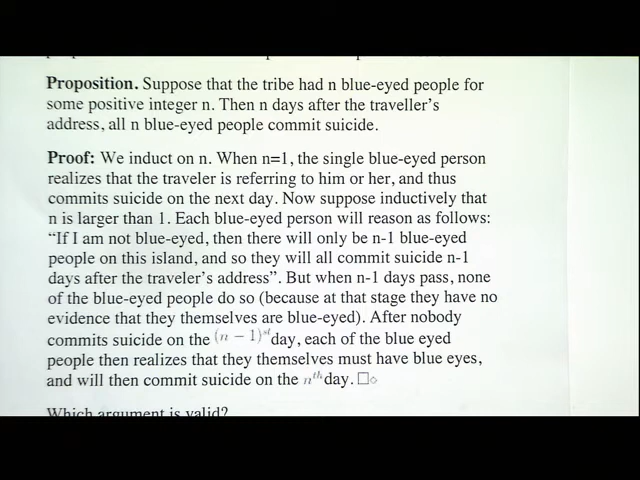 Proposition. Suppose that the tribe had n blue-eyed people for
some positive integer n. Then n days after the traveller's
address, all n blue-eyed people commit suicide.
Proof: We induct on n. When n=1, the single blue-eyed person
realizes that the traveler is referring to him or her, and thus
commits suicide on the next day. Now suppose inductively that
n is larger than 1. Each blue-eyed person will reason as follows:
“If I am not blue-eyed, then there will only be n-1 blue-eyed
people on this island, and so they will all commit suicide n-1
days after the traveler's address”. But when n-1 days pass, none
of the blue-eyed people do so (because at that stage they have no
evidence that they themselves are blue-eyed). After nobody
commits suicide on the (n − 1)ˢᵗ day, each of the blue eyed
people then realizes that they themselves must have blue eyes,
and will then commit suicide on the nᵗʰ day. □◇
Which argument is valid?